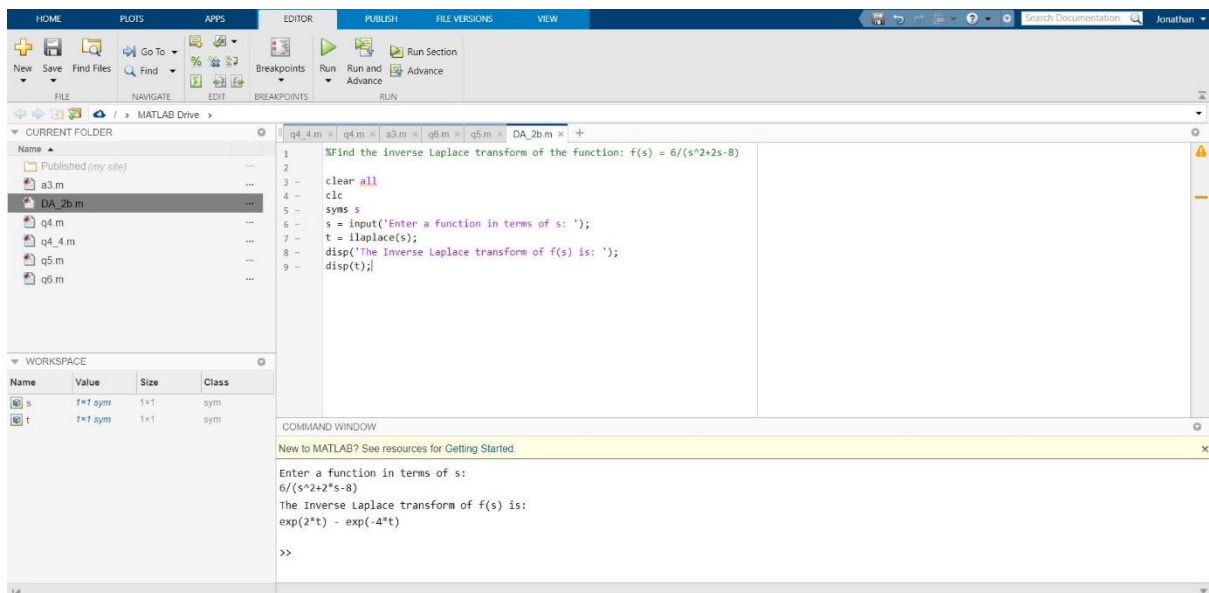 HOME PLOTS APPS EDITOR PUBLISH FILE VERSIONS VIEW Search Documentation Jonathan
New Save Find Files Go To Find Breakpoints Run Run and Advance Run Section Advance
FILE NAVIGATE EDIT BREAKPOINTS RUN
/ > MATLAB Drive >
CURRENT FOLDER
Name
Published (my site)
a3.m
DA_2b.m
q4.m
q4_4.m
q5.m
q6.m
WORKSPACE
Name Value Size Class
s 1×1 sym 1×1 sym
t 1×1 sym 1×1 sym
q4_4.m × q4.m × a3.m × q6.m × q5.m × DA_2b.m × +
1 %Find the inverse Laplace transform of the function: f(s) = 6/(s^2+2s-8)
2
3 - clear all
4 - clc
5 - syms s
6 - s = input('Enter a function in terms of s: ');
7 - t = ilaplace(s);
8 - disp('The Inverse Laplace transform of f(s) is: ');
9 - disp(t);
COMMAND WINDOW
New to MATLAB? See resources for Getting Started.
Enter a function in terms of s:
6/(s^2+2*s-8)
The Inverse Laplace transform of f(s) is:
exp(2*t) - exp(-4*t)
>>